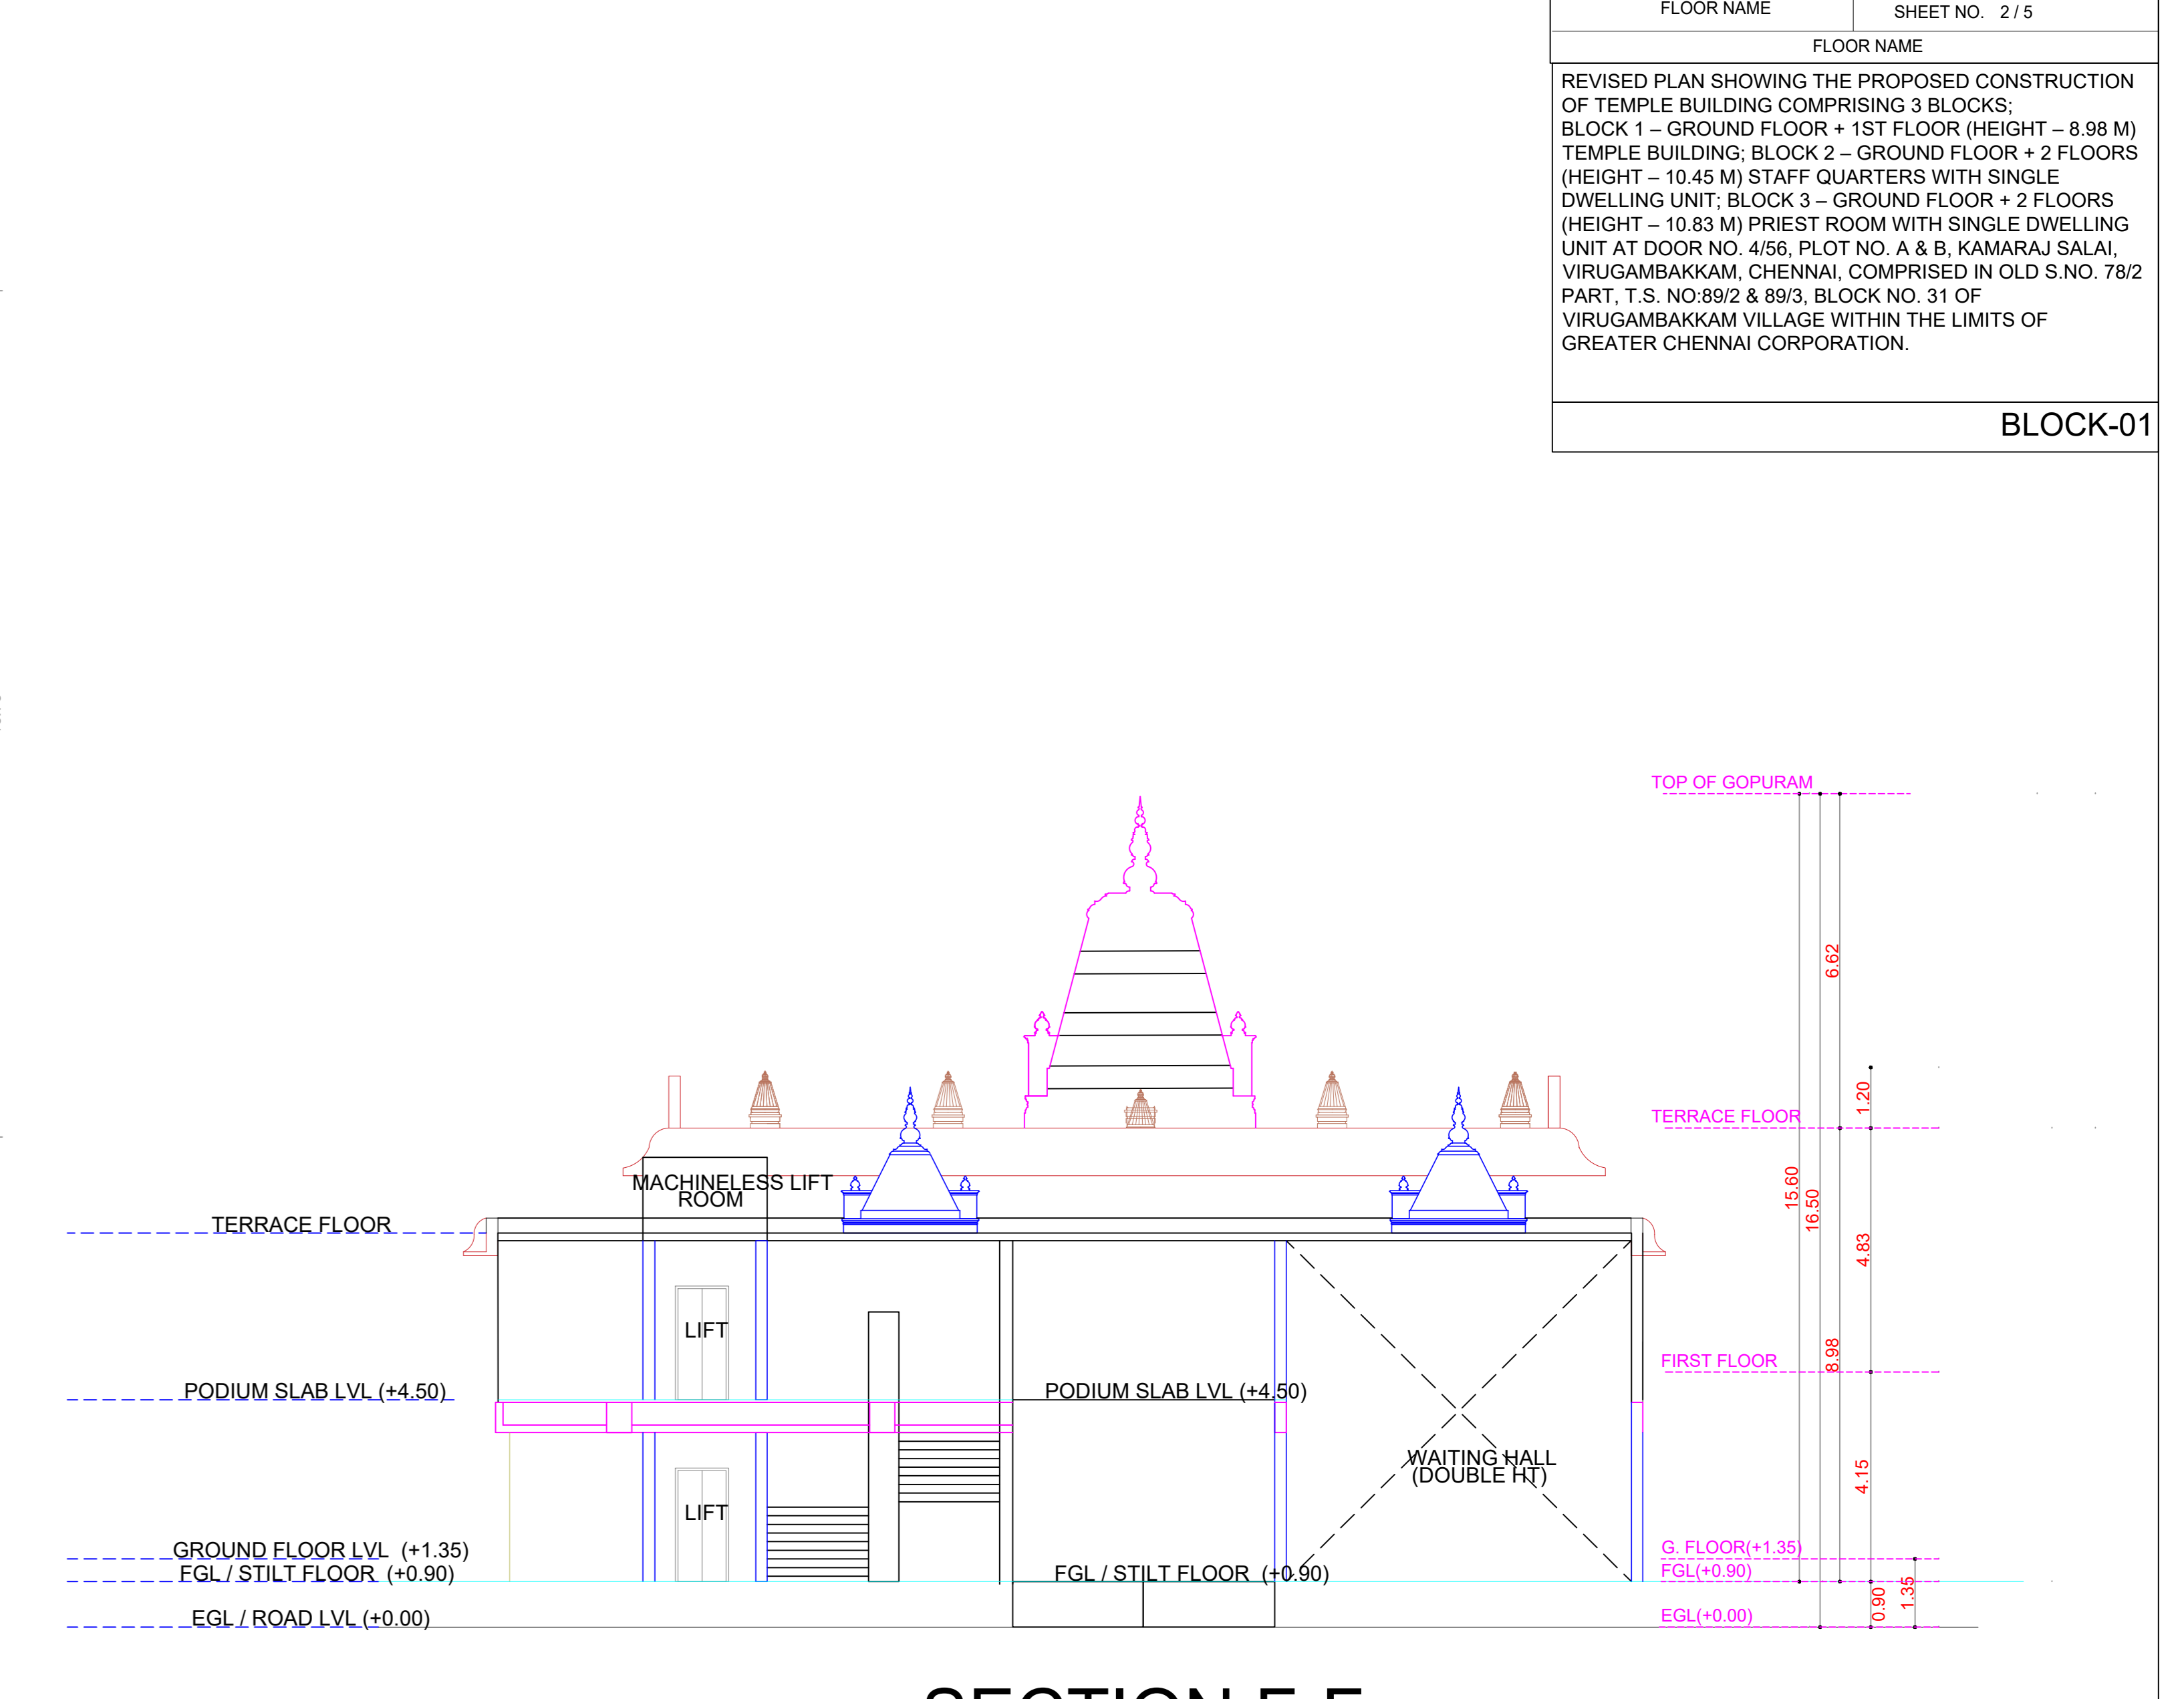 FLOOR NAME
SHEET NO. 2 / 5
FLOOR NAME
REVISED PLAN SHOWING THE PROPOSED CONSTRUCTION
OF TEMPLE BUILDING COMPRISING 3 BLOCKS;
BLOCK 1 – GROUND FLOOR + 1ST FLOOR (HEIGHT – 8.98 M)
TEMPLE BUILDING; BLOCK 2 – GROUND FLOOR + 2 FLOORS
(HEIGHT – 10.45 M) STAFF QUARTERS WITH SINGLE
DWELLING UNIT; BLOCK 3 – GROUND FLOOR + 2 FLOORS
(HEIGHT – 10.83 M) PRIEST ROOM WITH SINGLE DWELLING
UNIT AT DOOR NO. 4/56, PLOT NO. A & B, KAMARAJ SALAI,
VIRUGAMBAKKAM, CHENNAI, COMPRISED IN OLD S.NO. 78/2
PART, T.S. NO:89/2 & 89/3, BLOCK NO. 31 OF
VIRUGAMBAKKAM VILLAGE WITHIN THE LIMITS OF
GREATER CHENNAI CORPORATION.
BLOCK-01
TOP OF GOPURAM
6.62
1.20
TERRACE FLOOR
15.60
16.50
MACHINELESS LIFT
ROOM
TERRACE FLOOR
4.83
LIFT
8.98
FIRST FLOOR
PODIUM SLAB LVL (+4.50)
PODIUM SLAB LVL (+4.50)
WAITING HALL
(DOUBLE HT)
4.15
LIFT
GROUND FLOOR LVL (+1.35)
G. FLOOR(+1.35)
FGL / STILT FLOOR (+0.90)
FGL / STILT FLOOR (+0.90)
FGL(+0.90)
0.90
1.35
EGL / ROAD LVL (+0.00)
EGL(+0.00)